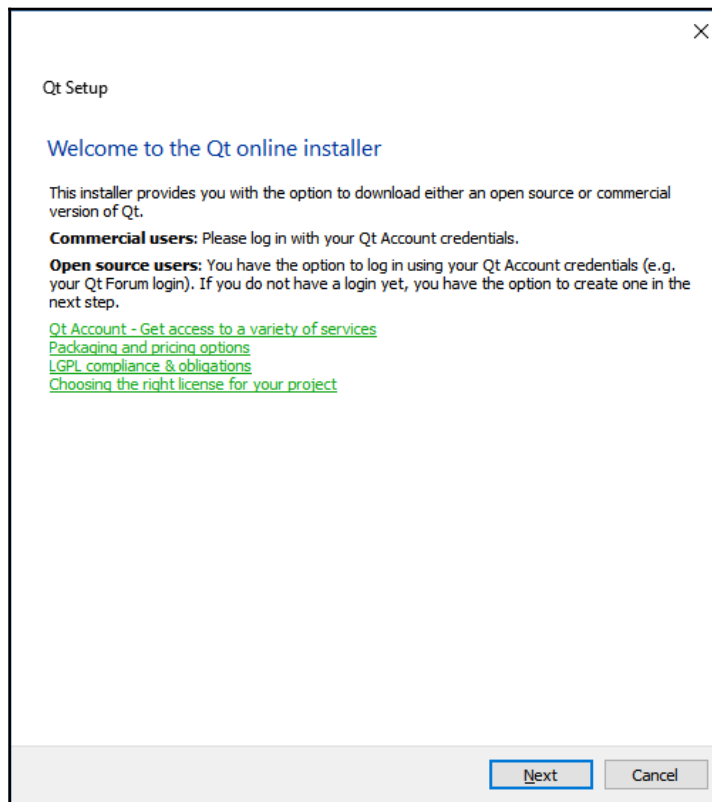 Qt Setup
Welcome to the Qt online installer
This installer provides you with the option to download either an open source or commercial
version of Qt.
Commercial users: Please log in with your Qt Account credentials.
Open source users: You have the option to log in using your Qt Account credentials (e.g.
your Qt Forum login). If you do not have a login yet, you have the option to create one in the
next step.
Qt Account - Get access to a variety of services
Packaging and pricing options
LGPL compliance & obligations
Choosing the right license for your project
Next Cancel